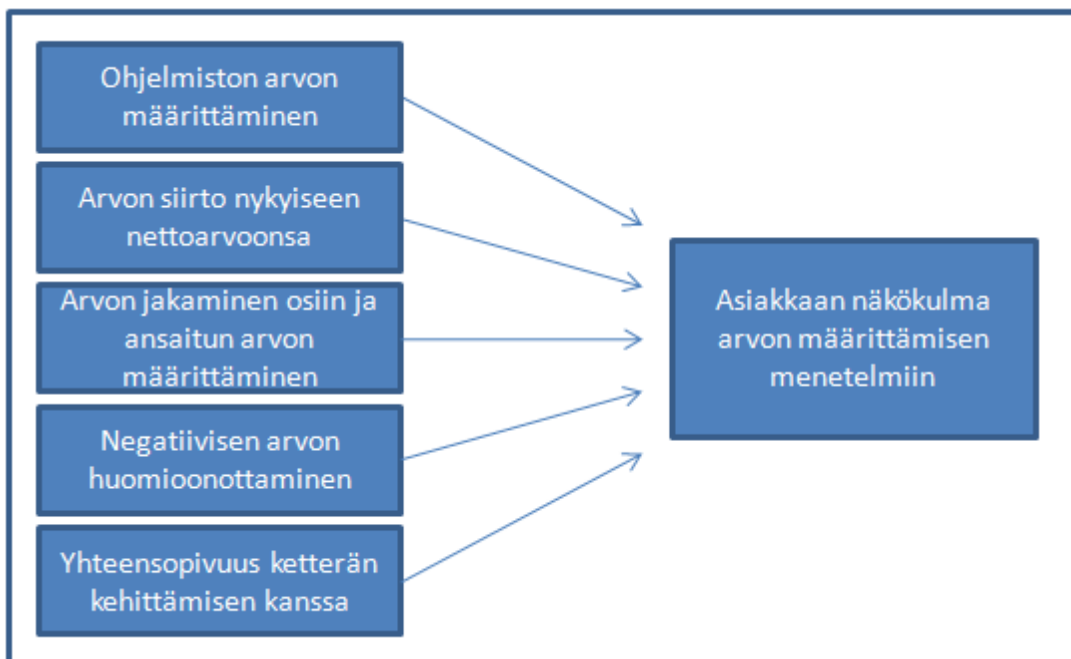 Ohjelmiston arvon
määrittäminen
Arvon siirto nykyiseen
nettoarvoonsa
Arvon jakaminen osiin ja
ansaitun arvon
määrittäminen
Negatiivisen arvon
huomioonottaminen
Yhteensopivuus ketterän
kehittämisen kanssa
Asiakkaan näkökulma
arvon määrittämisen
menetelmiin